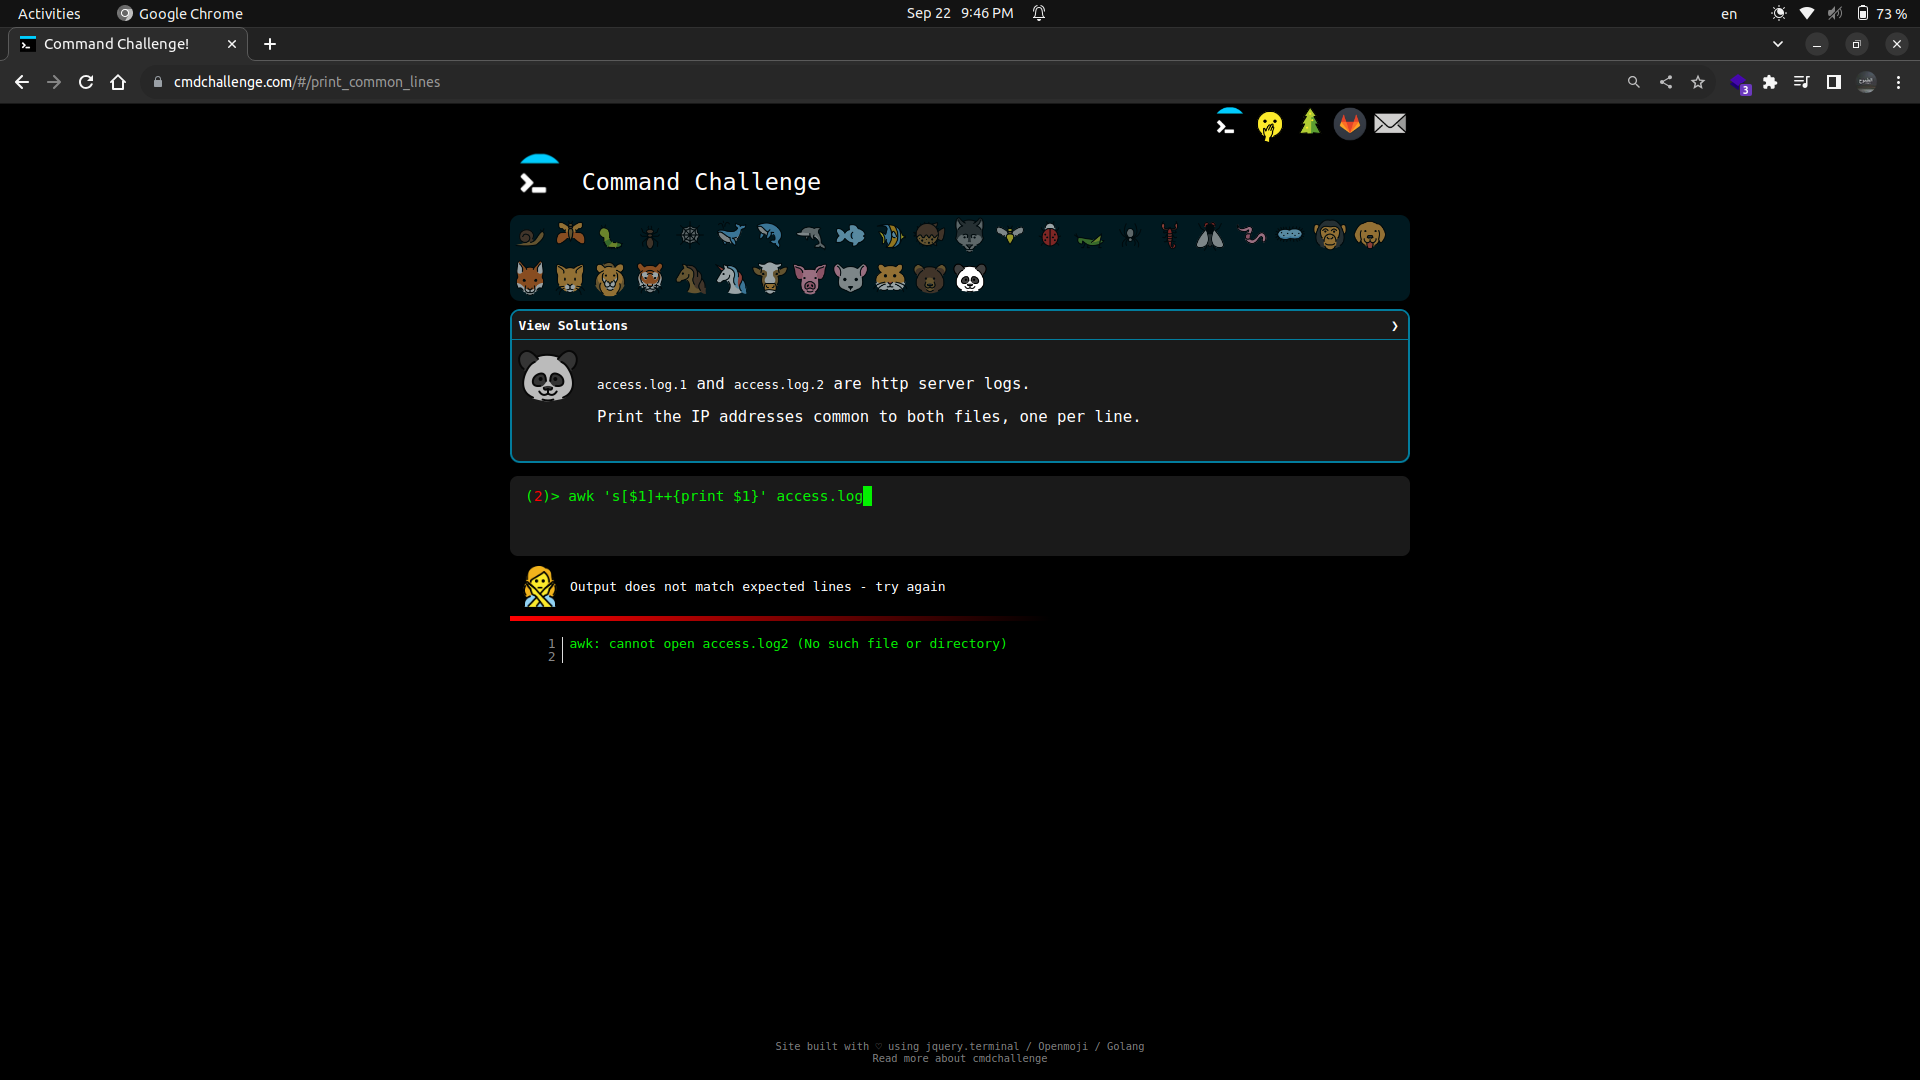 Activities Google Chrome Sep 22 9:46 PM en 73 %
Command Challenge!
cmdchallenge.com/#/print_common_lines 3
Command Challenge
View Solutions
access.log.1 and access.log.2 are http server logs.
Print the IP addresses common to both files, one per line.
(2)> awk 's[$1]++{print $1}' access.log
Output does not match expected lines - try again
1 awk: cannot open access.log2 (No such file or directory)
2
Site built with ♡ using jquery.terminal / Openmoji / Golang
Read more about cmdchallenge